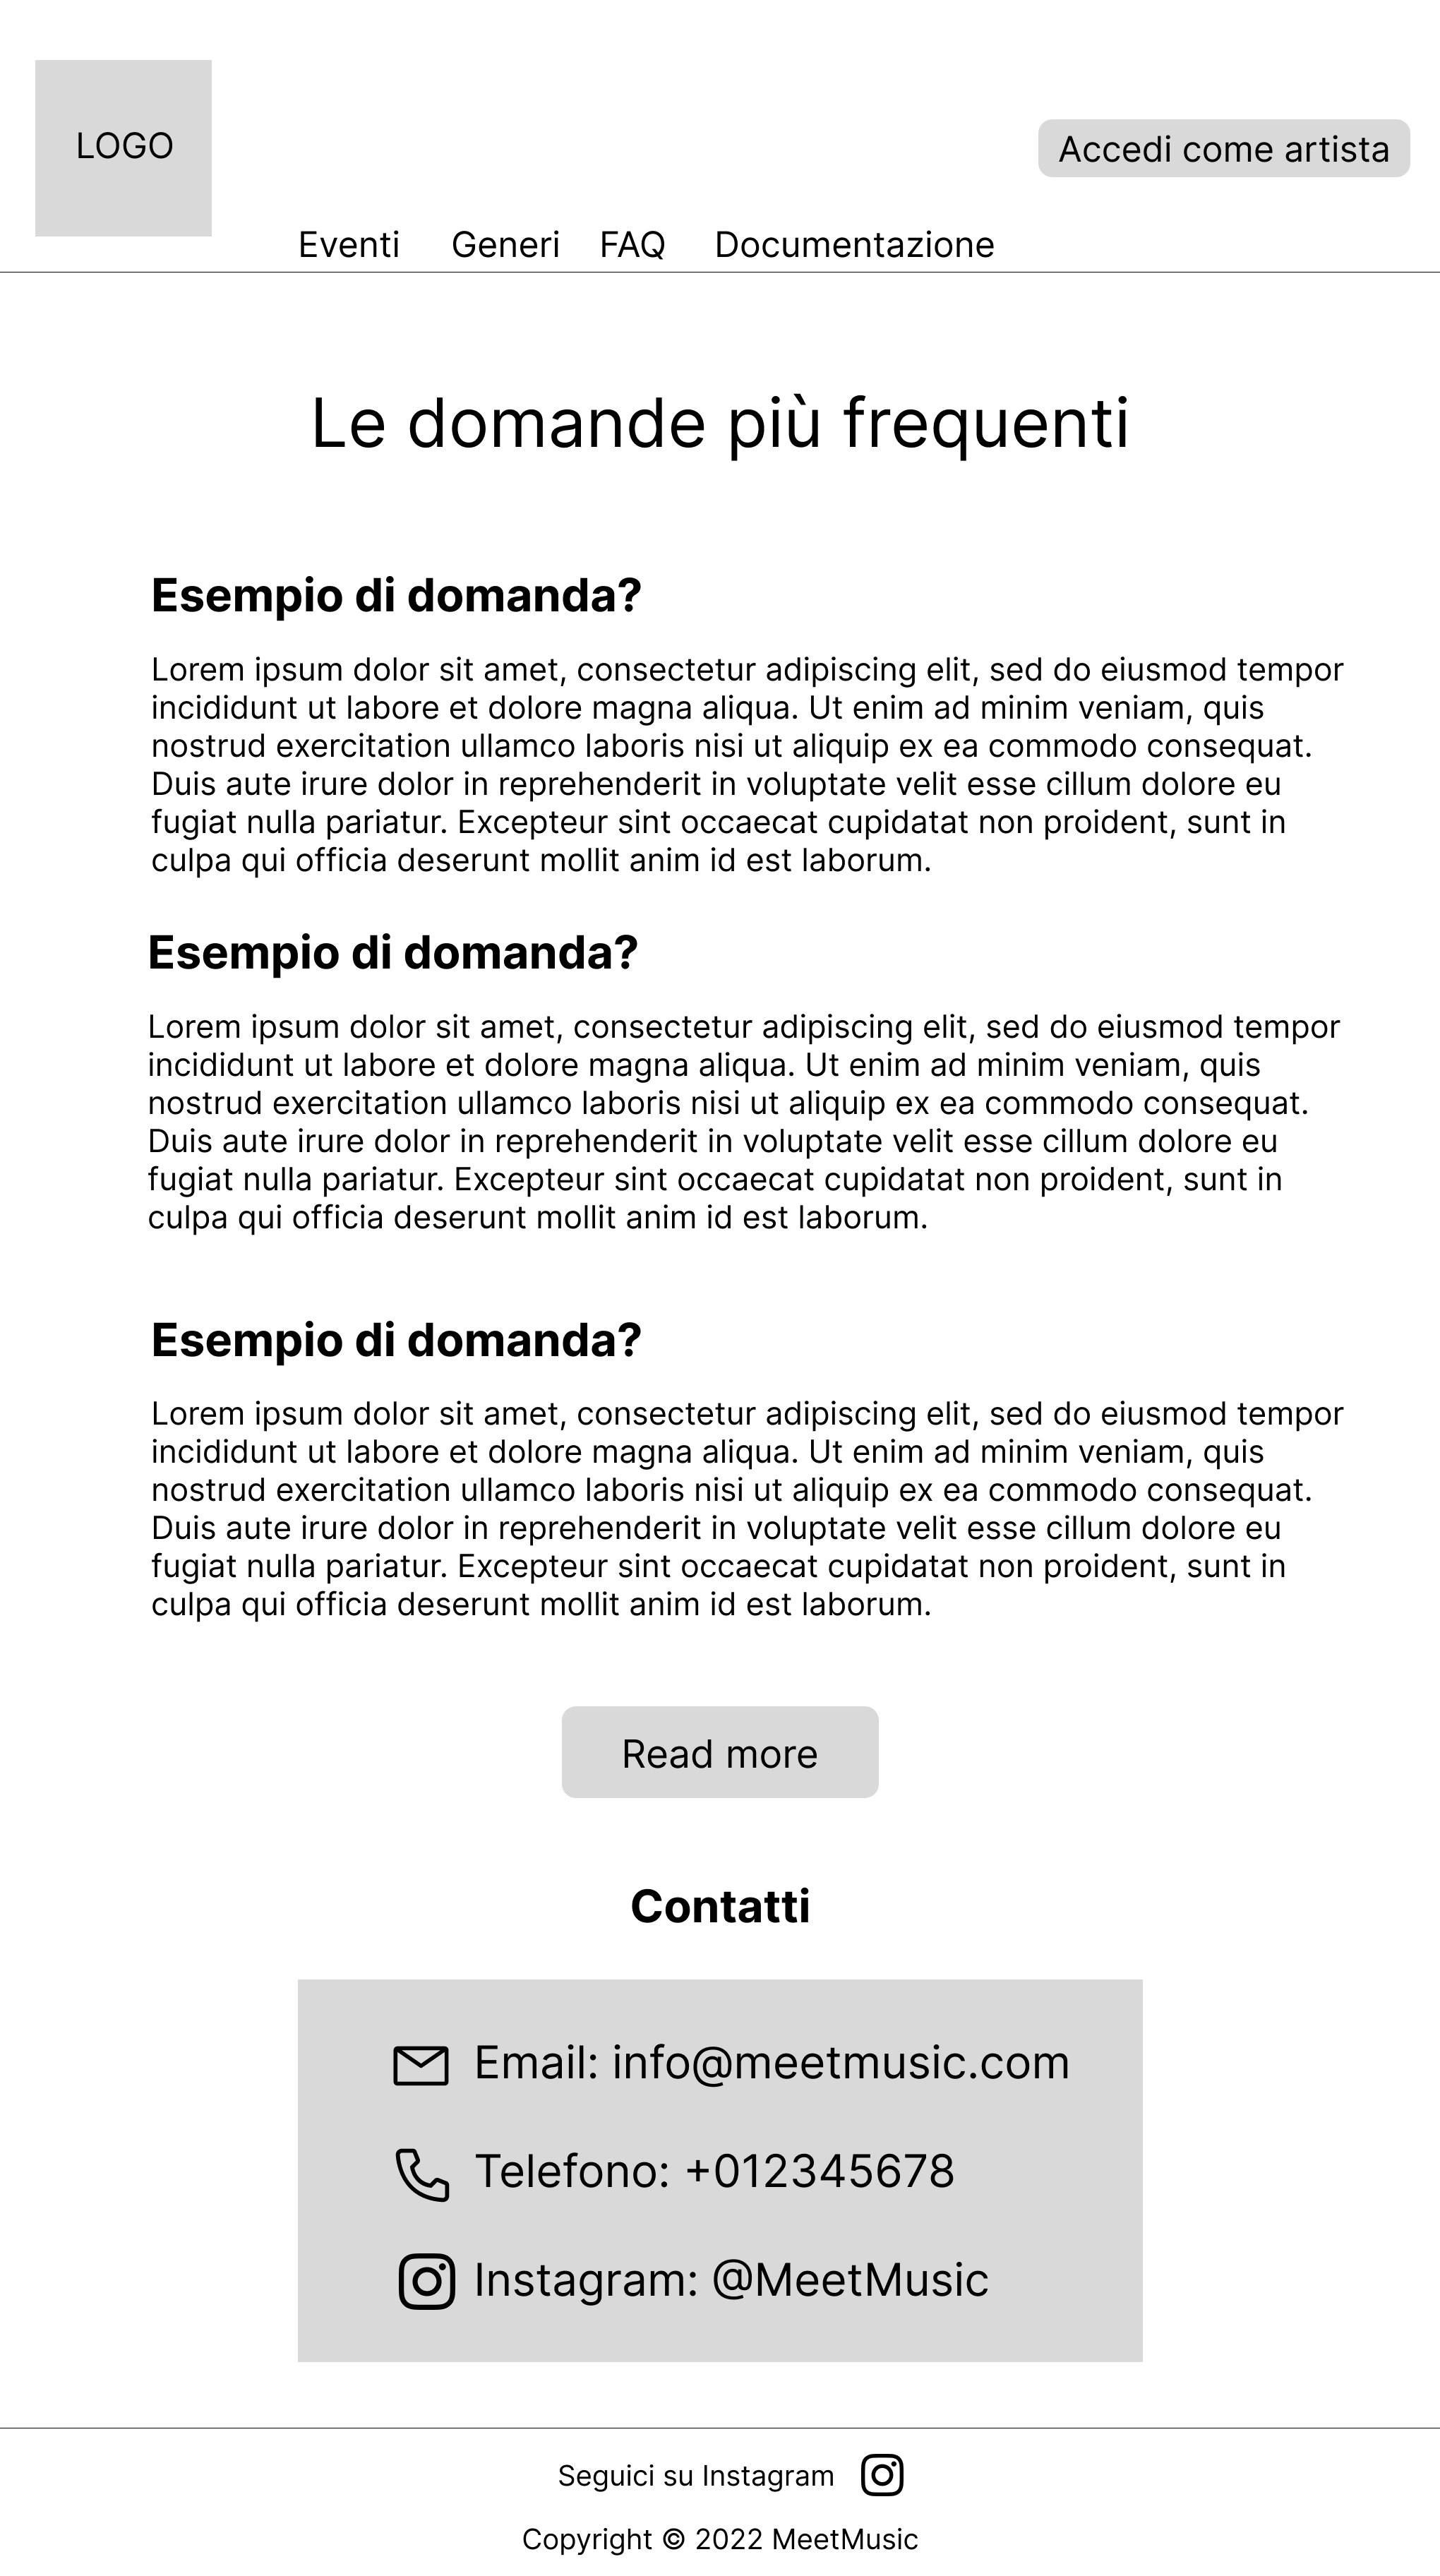 LOGO
Accedi come artista
Eventi Generi FAQ Documentazione
Le domande più frequenti
Esempio di domanda?
Lorem ipsum dolor sit amet, consectetur adipiscing elit, sed do eiusmod tempor
incididunt ut labore et dolore magna aliqua. Ut enim ad minim veniam, quis
nostrud exercitation ullamco laboris nisi ut aliquip ex ea commodo consequat.
Duis aute irure dolor in reprehenderit in voluptate velit esse cillum dolore eu
fugiat nulla pariatur. Excepteur sint occaecat cupidatat non proident, sunt in
culpa qui officia deserunt mollit anim id est laborum.
Esempio di domanda?
Lorem ipsum dolor sit amet, consectetur adipiscing elit, sed do eiusmod tempor
incididunt ut labore et dolore magna aliqua. Ut enim ad minim veniam, quis
nostrud exercitation ullamco laboris nisi ut aliquip ex ea commodo consequat.
Duis aute irure dolor in reprehenderit in voluptate velit esse cillum dolore eu
fugiat nulla pariatur. Excepteur sint occaecat cupidatat non proident, sunt in
culpa qui officia deserunt mollit anim id est laborum.
Esempio di domanda?
Lorem ipsum dolor sit amet, consectetur adipiscing elit, sed do eiusmod tempor
incididunt ut labore et dolore magna aliqua. Ut enim ad minim veniam, quis
nostrud exercitation ullamco laboris nisi ut aliquip ex ea commodo consequat.
Duis aute irure dolor in reprehenderit in voluptate velit esse cillum dolore eu
fugiat nulla pariatur. Excepteur sint occaecat cupidatat non proident, sunt in
culpa qui officia deserunt mollit anim id est laborum.
Read more
Contatti
Email: info@meetmusic.com
Telefono: +012345678
Instagram: @MeetMusic
Seguici su Instagram
Copyright © 2022 MeetMusic